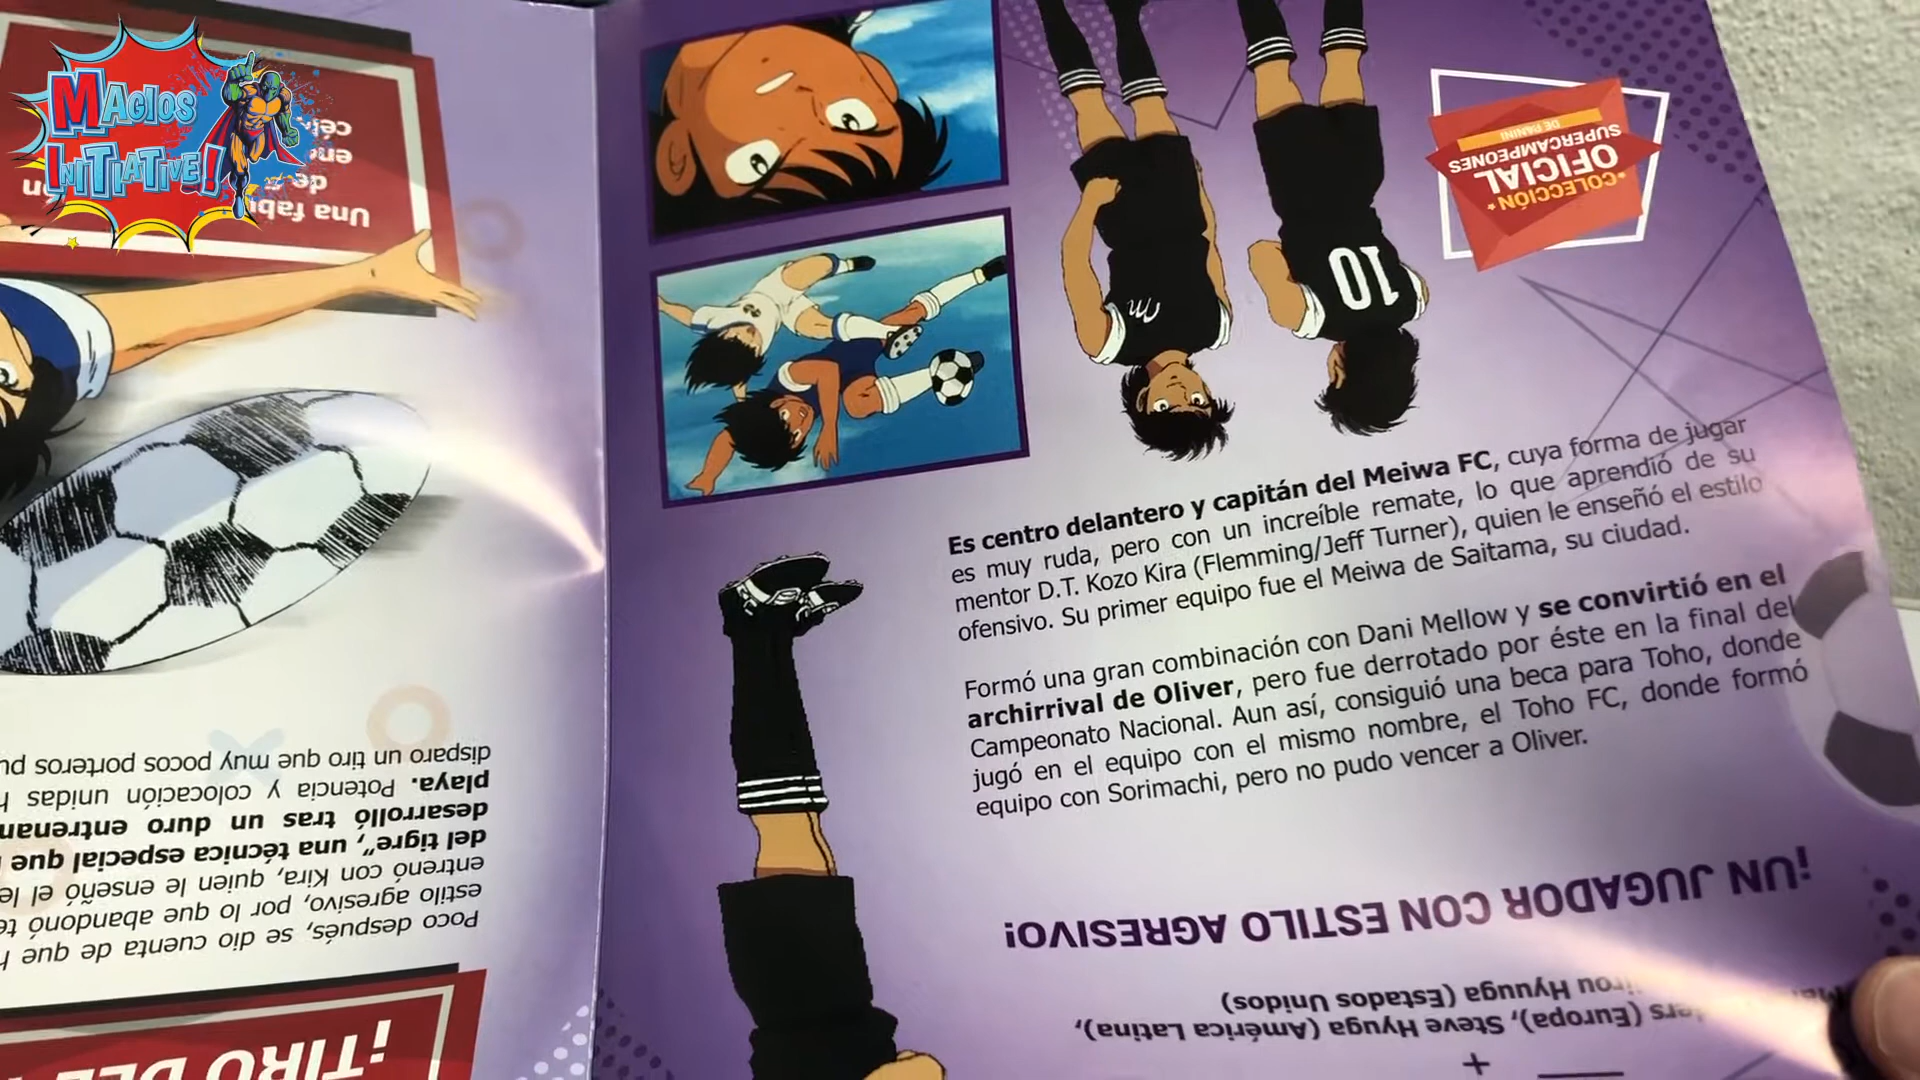 MACIOS
INITIATIVE!
¡TIRO DEL
Poco después, se dio cuenta de que
estilo agresivo, por lo que abandonó
entrenó con Kira, quien le enseñó el
del tigre", una técnica especial que
desarrolló tras un duro
playa. Potencia y colocación unidas
disparo un tiro que muy pocos porteros
Una
de
(Europa), Steve Hyuga (América Latina),
Hyuuga (Estados Unidos)
¡UN JUGADOR CON ESTILO AGRESIVO!
Es centro delantero y capitán del Meiwa FC, cuya forma de jugar
es muy ruda, pero con un increíble remate, lo que aprendió de su
mentor D.T. Kozo Kira (Flemming/Jeff Turner), quien le enseñó el estilo
ofensivo. Su primer equipo fue el Meiwa de Saitama, su ciudad.
Formó una gran combinación con Dani Mellow y se convirtió en el
archirrival de Oliver, pero fue derrotado por éste en la final del
Campeonato Nacional. Aun así, consiguió una beca para Toho, donde
jugó en el equipo con el mismo nombre, el Toho FC, donde formó
equipo con Sorimachi, pero no pudo vencer a Oliver.
10
*COLECCIÓN*
OFICIAL
SUPERCAMPEONES
DE PANINI